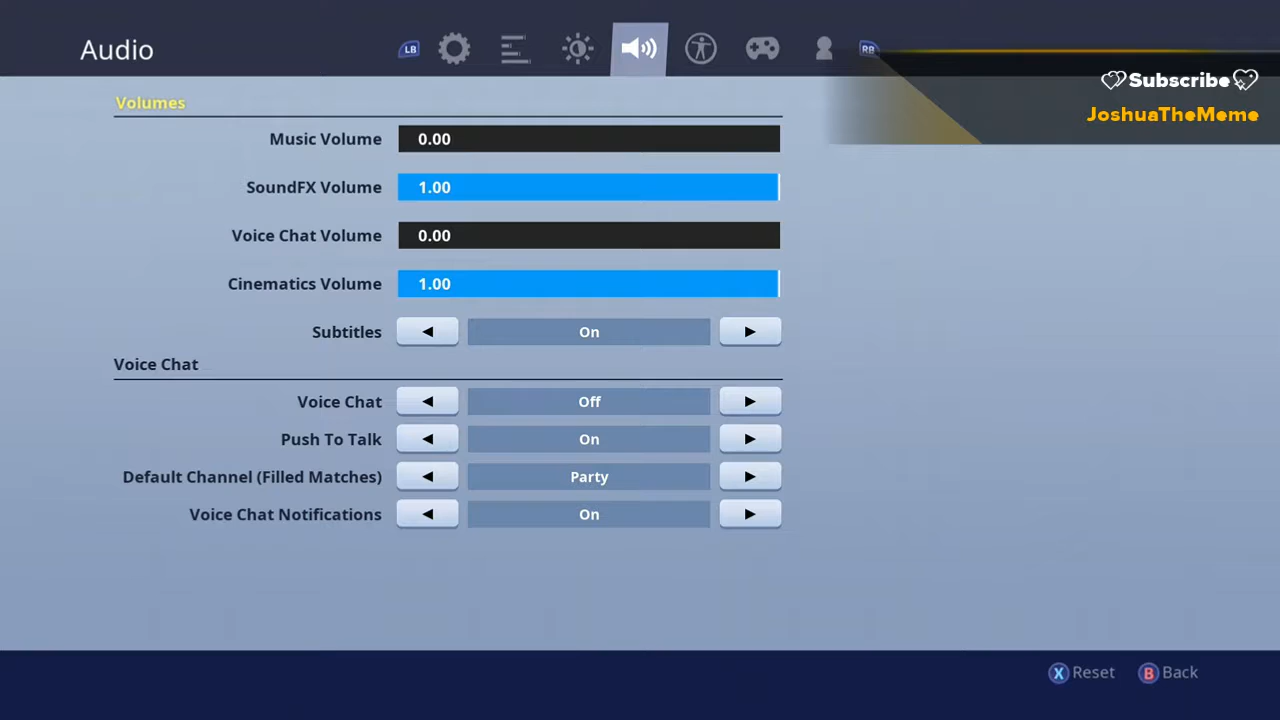 Audio
LB
RB
Subscribe
JoshuaTheMeme
Volumes
Music Volume 0.00
SoundFX Volume 1.00
Voice Chat Volume 0.00
Cinematics Volume 1.00
Subtitles On
Voice Chat
Voice Chat Off
Push To Talk On
Default Channel (Filled Matches) Party
Voice Chat Notifications On
X Reset B Back